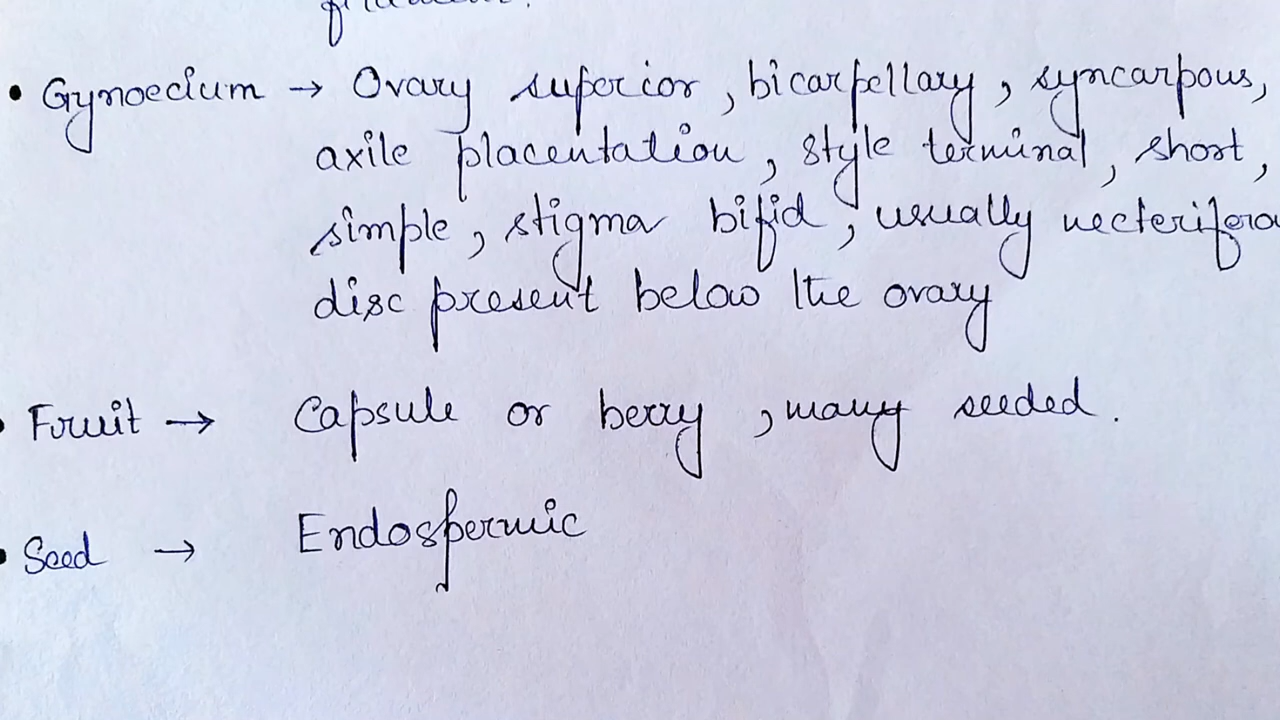 • Gynoecium → Ovary superior, bicarpellary, syncarpous,
axile placentation, style terminal, short,
simple, stigma bifid, usually necterifero
disc present below the ovary
• Fruit → Capsule or berry, many seeded.
• Seed → Endospermic